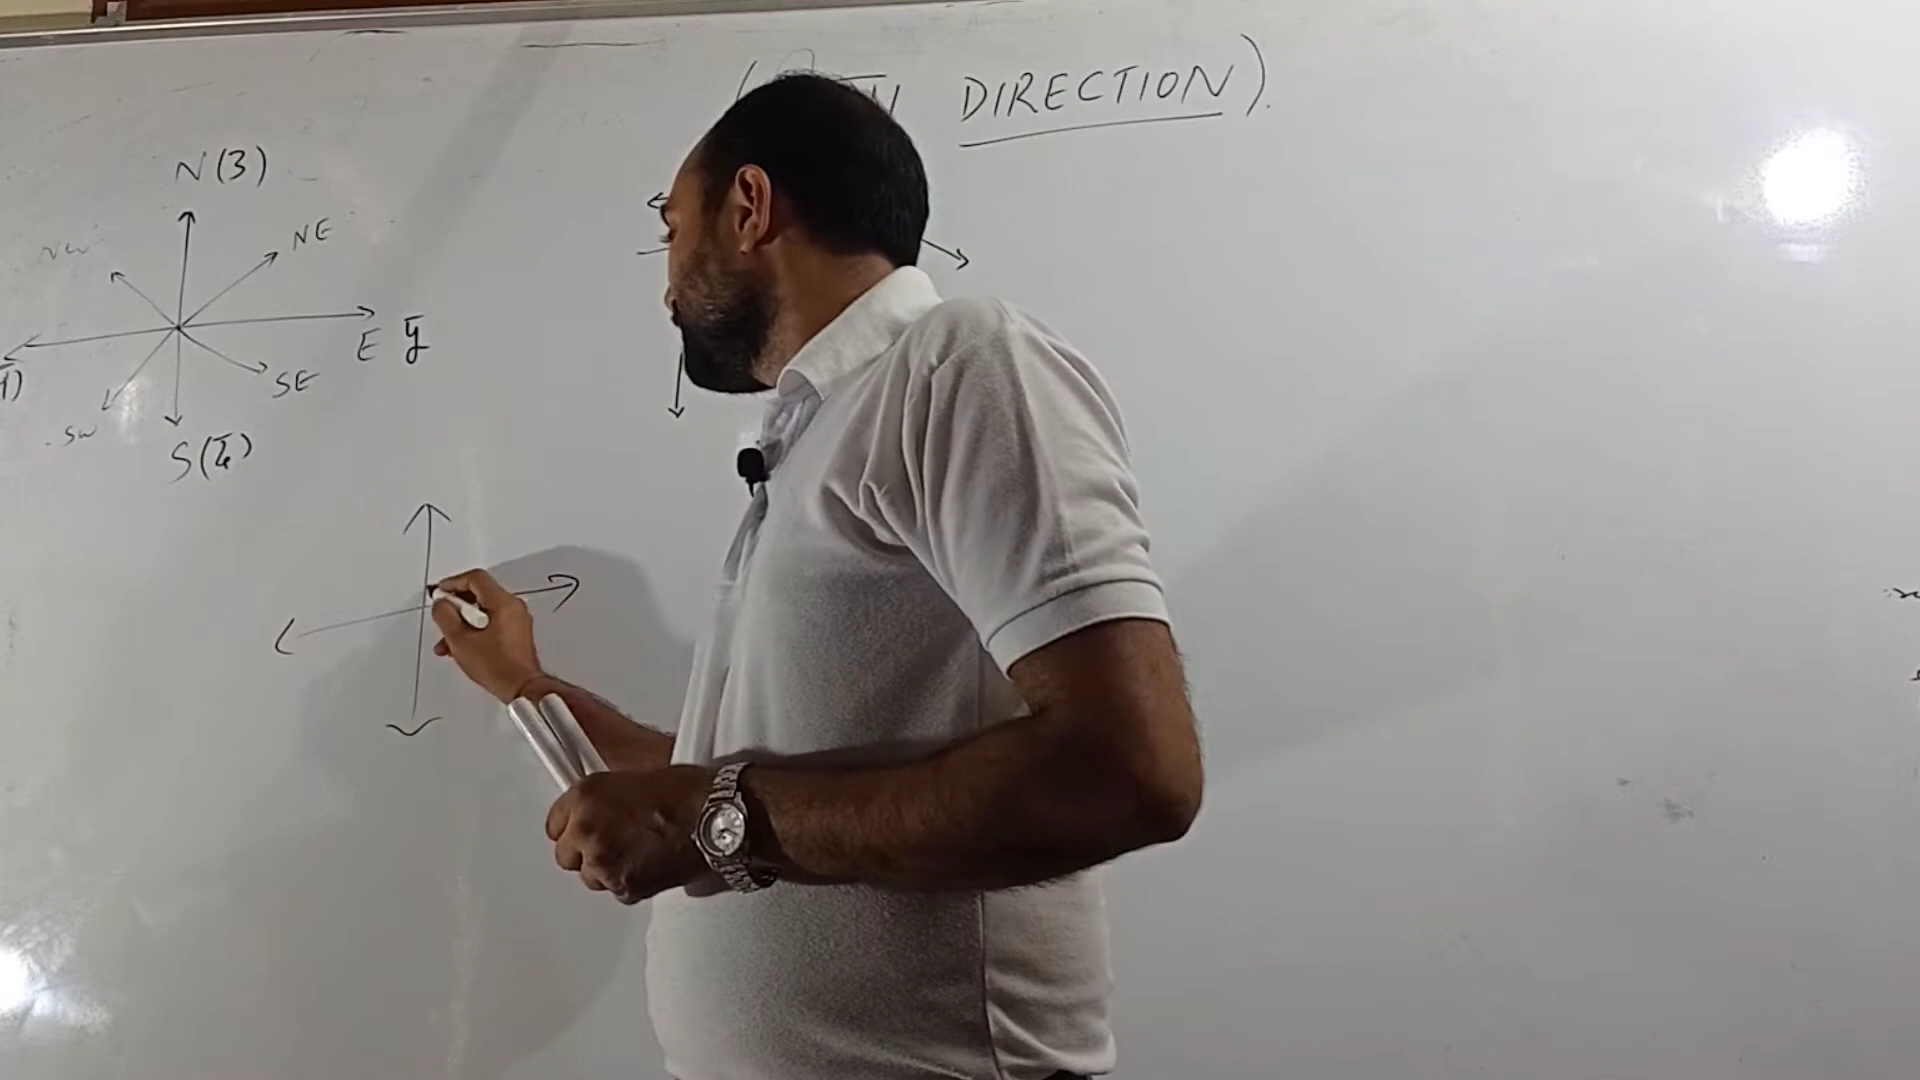 DIRECTION).
N(3)
NW
NE
E
SE
SW
S(